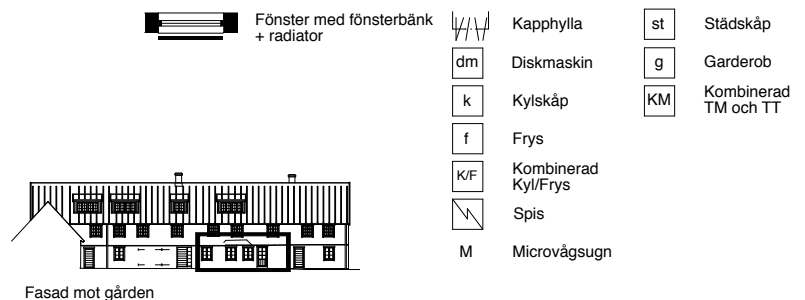 Fönster med fönsterbänk
+ radiator
Kapphylla
dm Diskmaskin
k Kylskåp
f Frys
K/F Kombinerad
Kyl/Frys
Spis
M Microvågsugn
st Städskåp
g Garderob
KM Kombinerad
TM och TT
Fasad mot gården